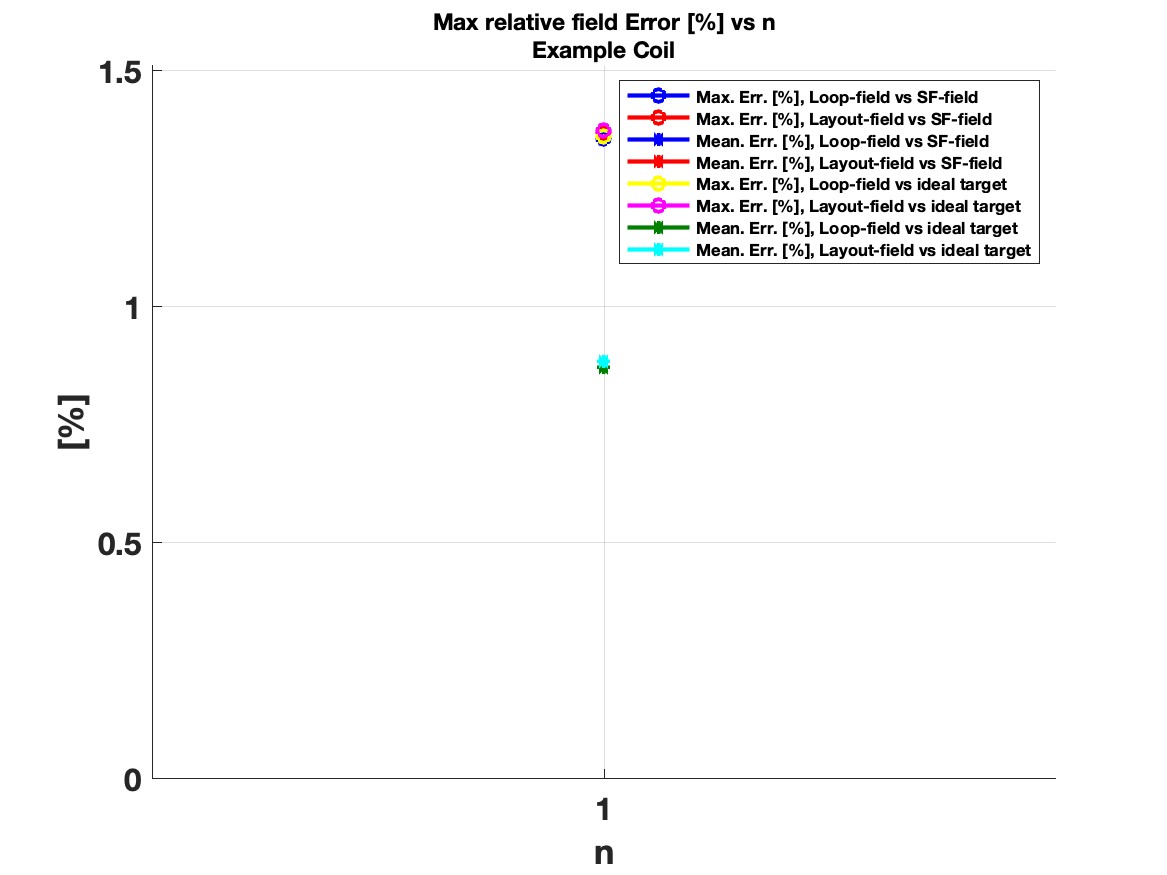 Max relative field Error [%] vs n
Example Coil
1.5
Max. Err. [%], Loop-field vs SF-field
Max. Err. [%], Layout-field vs SF-field
Mean. Err. [%], Loop-field vs SF-field
Mean. Err. [%], Layout-field vs SF-field
Max. Err. [%], Loop-field vs ideal target
Max. Err. [%], Layout-field vs ideal target
Mean. Err. [%], Loop-field vs ideal target
Mean. Err. [%], Layout-field vs ideal target
1
[%]
0.5
0
1
n